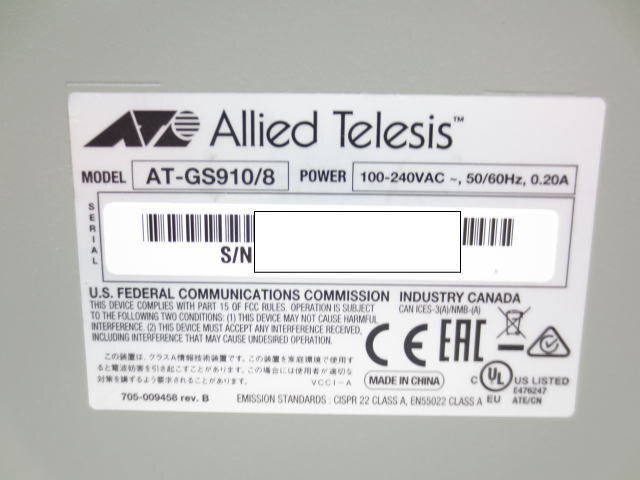 Allied Telesis™
MODEL AT-GS910/8 POWER 100-240VAC ~, 50/60Hz, 0.20A
SERIAL
S/N
U.S. FEDERAL COMMUNICATIONS COMMISSION INDUSTRY CANADA
THIS DEVICE COMPLIES WITH PART 15 OF FCC RULES. OPERATION IS SUBJECT CAN ICES-3(A)/NMB-(A)
TO THE FOLLOWING TWO CONDITIONS: (1) THIS DEVICE MAY NOT CAUSE HARMFUL
INTERFERENCE. (2) THIS DEVICE MUST ACCEPT ANY INTERFERENCE RECEIVED,
INCLUDING INTERFERENCE THAT MAY CAUSE UNDESIRED OPERATION.
CE EAC
この装置は、クラスA情報技術装置です。この装置を家庭環境で使用す
ると電波妨害を引き起こすことがあります。この場合には使用者が適切な
対策を講ずるよう要求されることがあります。 VCCI-A
MADE IN CHINA
C UL US LISTED
E476247
EU ATE/CN
705-009458 rev. B EMISSION STANDARDS : CISPR 22 CLASS A, EN55022 CLASS A